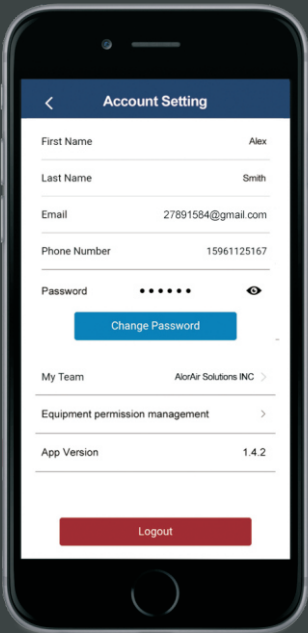 Account Setting
First Name Alex
Last Name Smith
Email 27891584@gmail.com
Phone Number 15961125167
Password ••••••
Change Password
My Team AlorAir Solutions INC
Equipment permission management
App Version 1.4.2
Logout